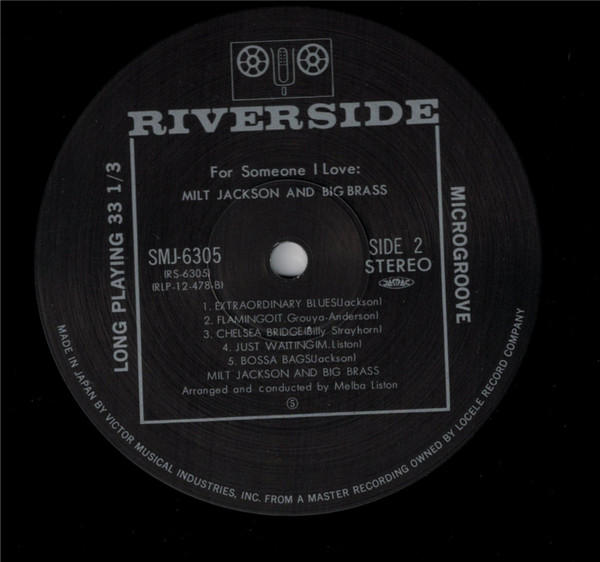 RIVERSIDE
For Someone I Love:
MILT JACKSON AND BIG BRASS
LONG PLAYING 33 1/3
MICROGROOVE
SMJ-6305
(RS-6305)
(RLP-12-478-B)
SIDE 2
STEREO
1. EXTRAORDINARY BLUES(Jackson)
2. FLAMINGO(T. Grouya-Anderson)
3. CHELSEA BRIDGE(Billy Strayhorn)
4. JUST WAITING(M. Liston)
5. BOSSA BAGS(Jackson)
MILT JACKSON AND BIG BRASS
Arranged and conducted by Melba Liston
S
MADE IN JAPAN BY VICTOR MUSICAL INDUSTRIES, INC. FROM A MASTER RECORDING OWNED BY LOCELE RECORD COMPANY